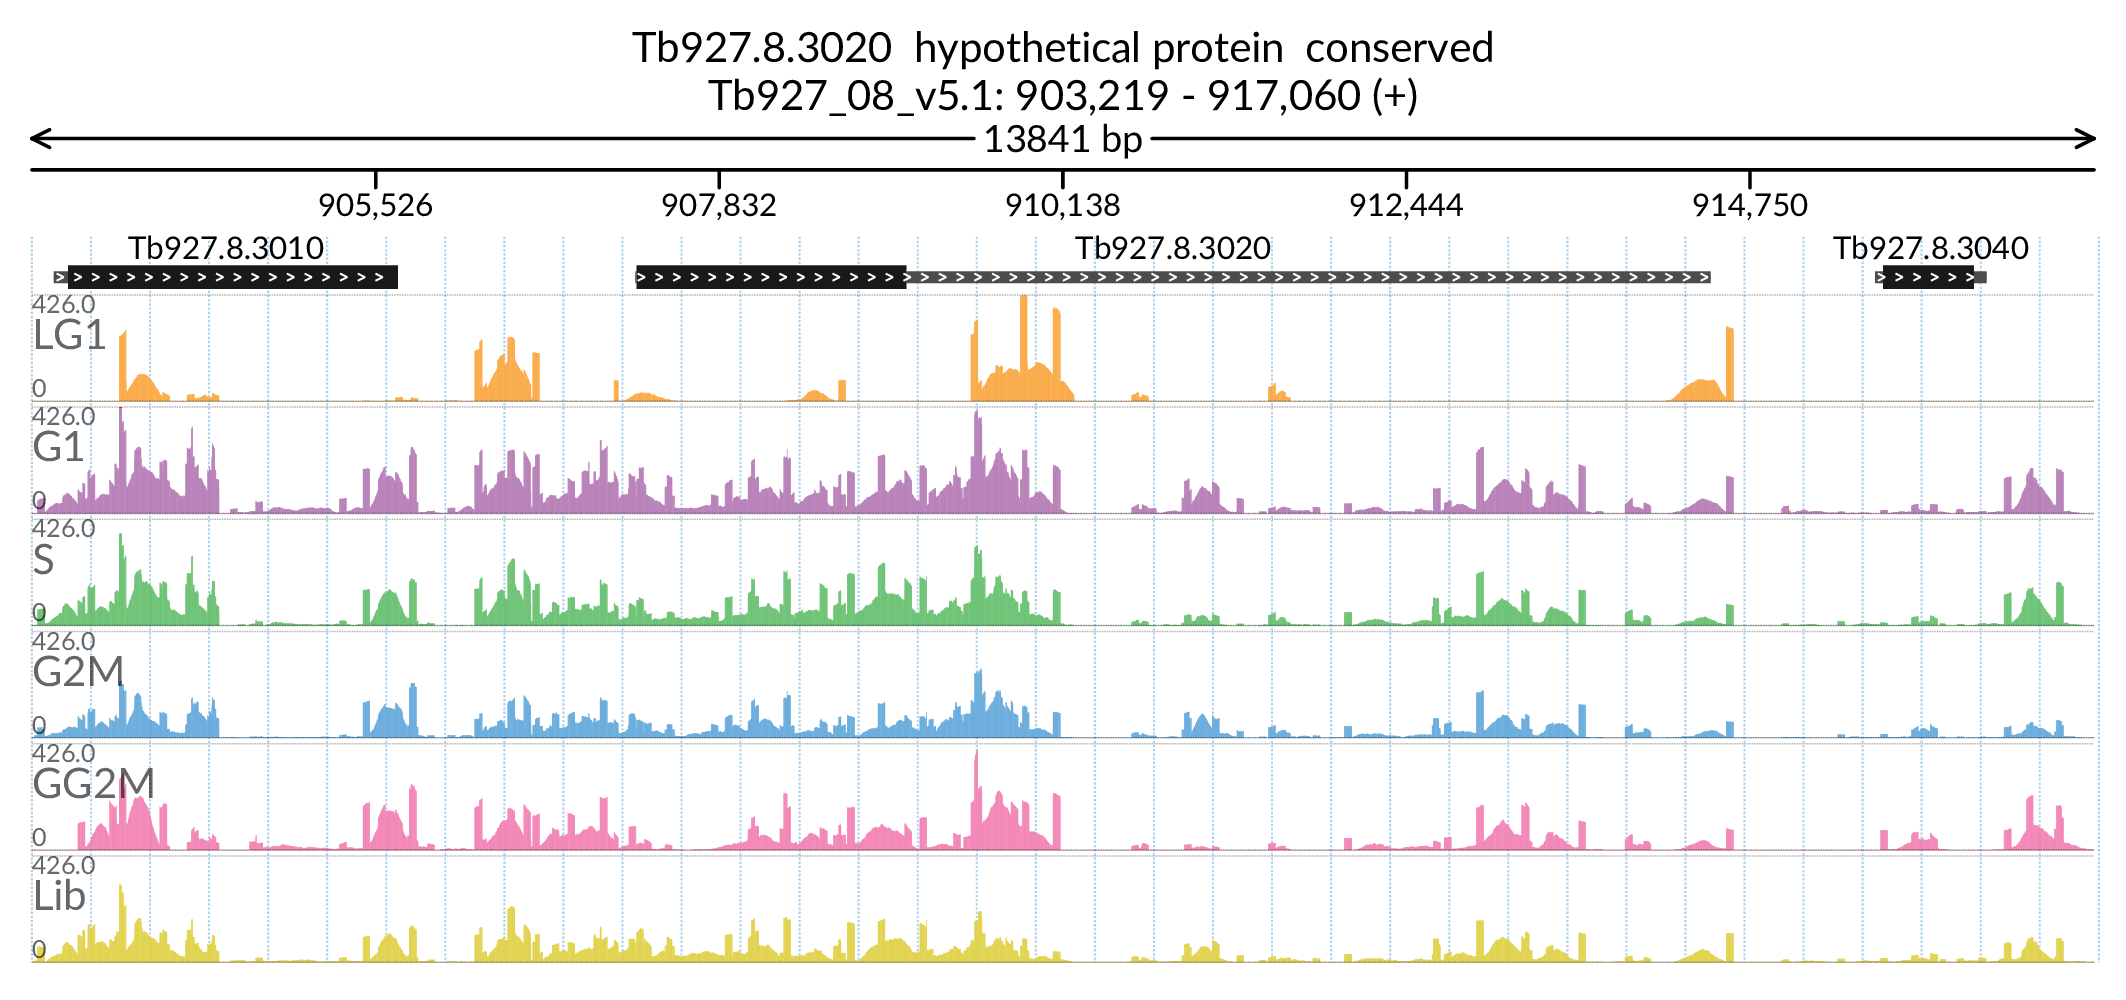 Tb927.8.3020  hypothetical protein  conserved
Tb927_08_v5.1: 903,219 - 917,060 (+)
13841 bp
905,526 907,832 910,138 912,444 914,750
Tb927.8.3010 Tb927.8.3020 Tb927.8.3040
426.0
LG1
0
426.0
G1
0
426.0
S
0
426.0
G2M
0
426.0
GG2M
0
426.0
Lib
0